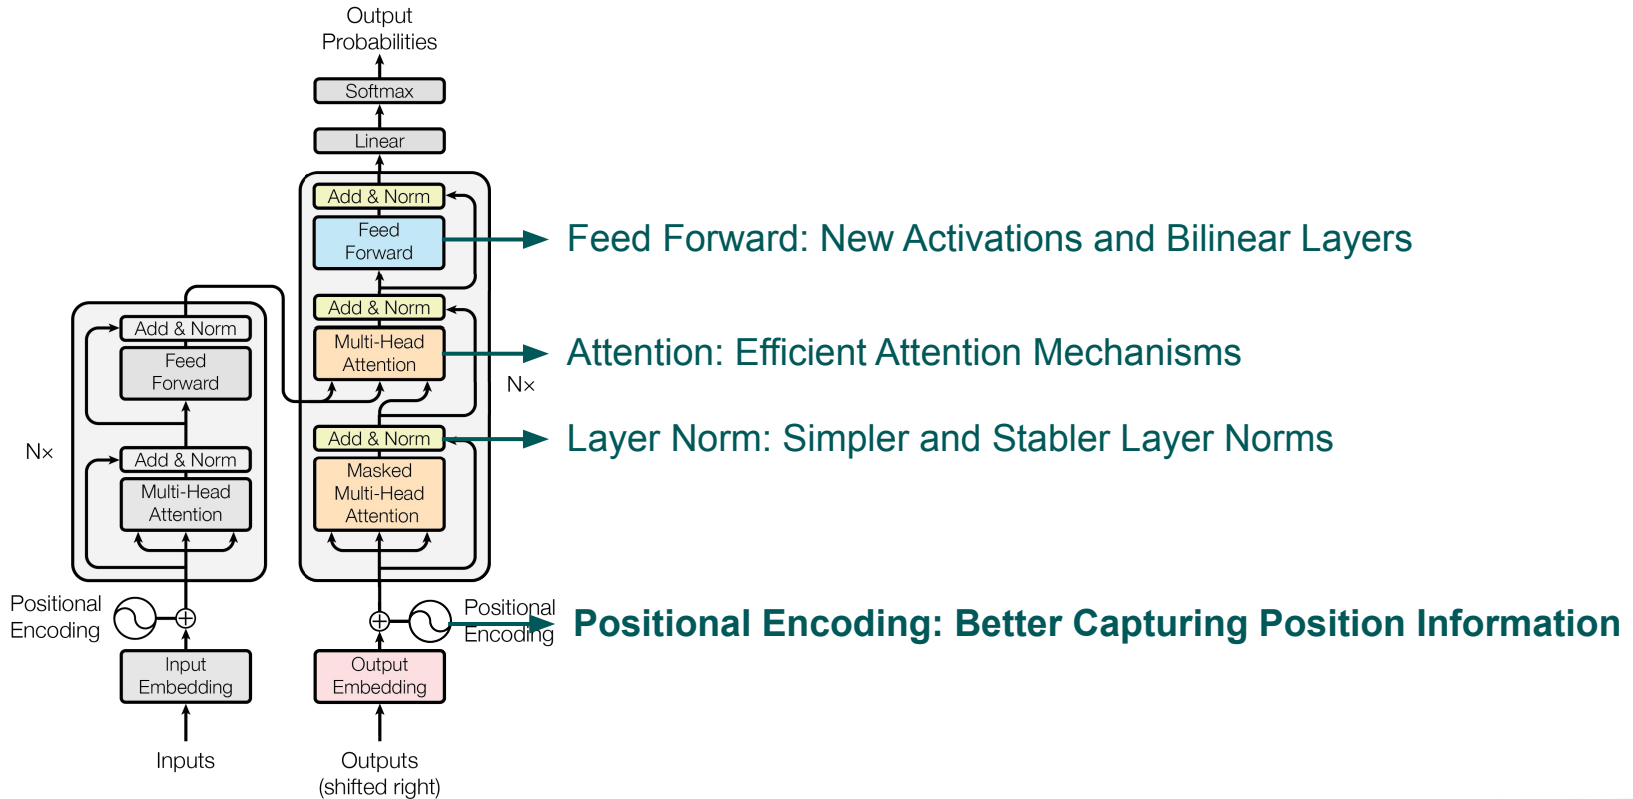 Output
Probabilities
Softmax
Linear
Add & Norm
Feed
Forward
Feed Forward: New Activations and Bilinear Layers
Add & Norm
Multi-Head
Attention
Attention: Efficient Attention Mechanisms
N×
Add & Norm
Layer Norm: Simpler and Stabler Layer Norms
Masked
Multi-Head
Attention
Add & Norm
Feed
Forward
N×
Add & Norm
Multi-Head
Attention
Positional
Encoding
Positional
Encoding
Positional Encoding: Better Capturing Position Information
Input
Embedding
Output
Embedding
Inputs
Outputs
(shifted right)